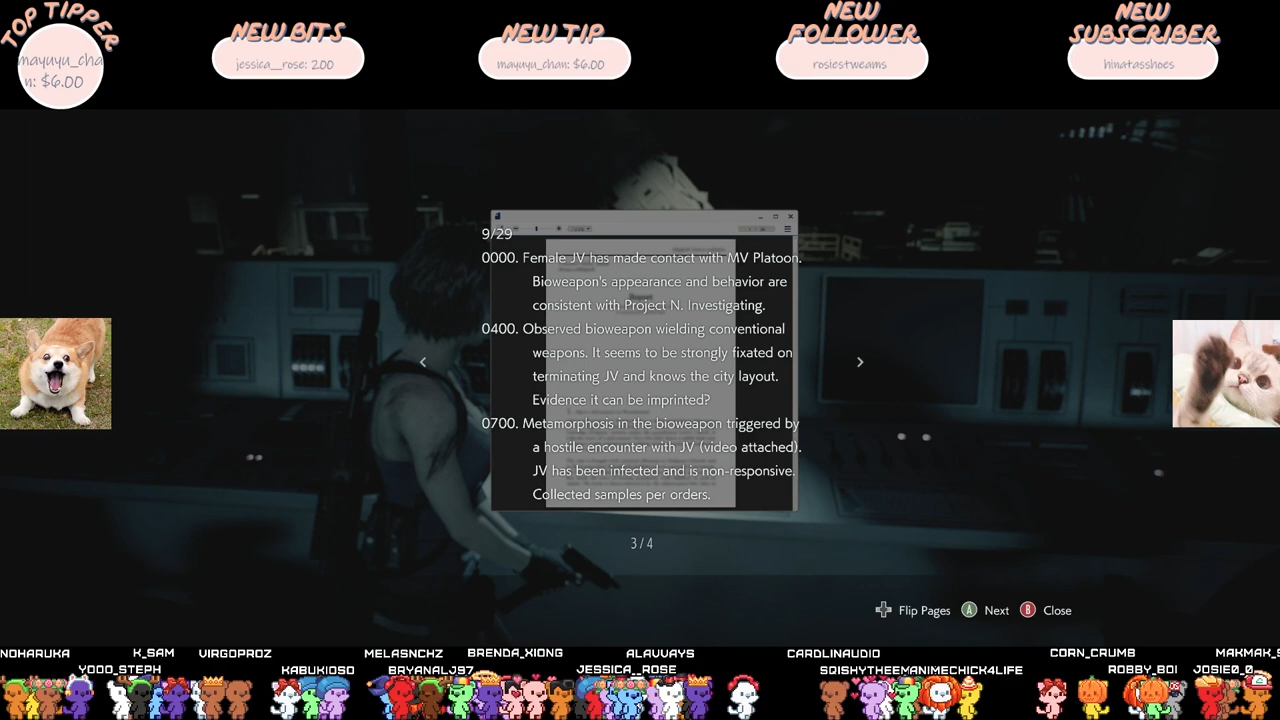 TOP TIPPER
mayuyu_cha
n: $6.00
NEW BITS
jessica__rose: 200
NEW TIP
mayuyu_chan: $6.00
NEW
FOLLOWER
rosiestweams
NEW
SUBSCRIBER
hinatasshoes
9/29
0000. Female JV has made contact with MV Platoon.
Bioweapon's appearance and behavior are
consistent with Project N. Investigating.
0400. Observed bioweapon wielding conventional
weapons. It seems to be strongly fixated on
terminating JV and knows the city layout.
Evidence it can be imprinted?
0700. Metamorphosis in the bioweapon triggered by
a hostile encounter with JV (video attached).
JV has been infected and is non-responsive.
Collected samples per orders.
3 / 4
Flip Pages A Next B Close
NOHARUKA K_SAM VIRGOPROZ MELASNCHZ BRENDA_XIONG ALAVVAYS CARDLINAUDIO CORN_CRUMB MAKMAK_S
YOOO_STEPH KABUKIOSO BRYANALJ97 JESSICA__ROSE SQISHYTHEEMANIMECHICK4LIFE ROBBY_BOI JOSIE0_0